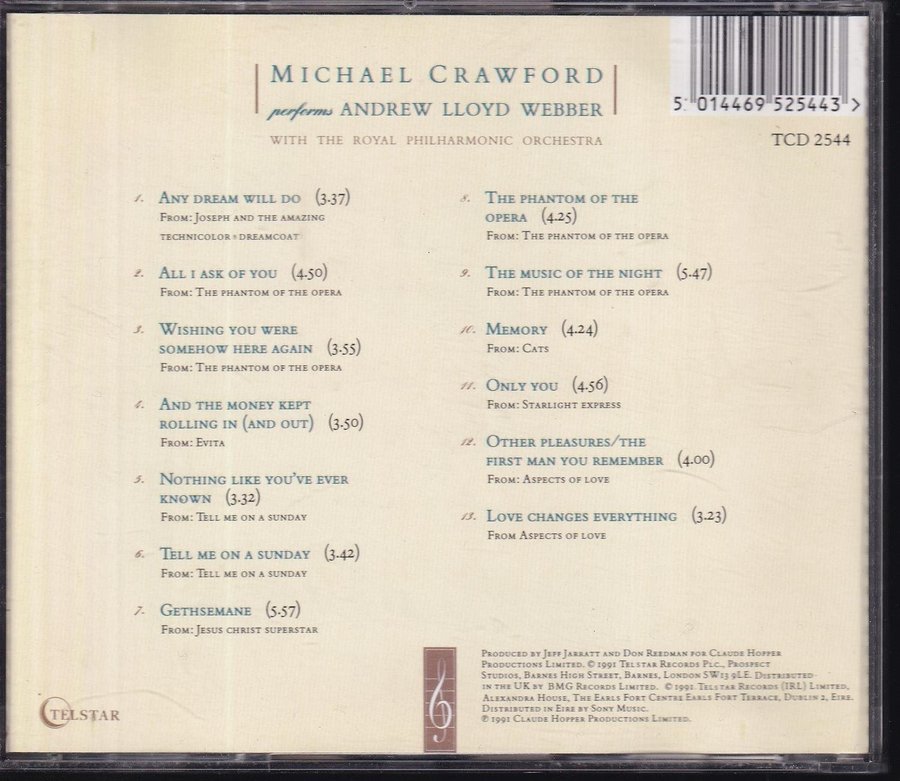 MICHAEL CRAWFORD
performs ANDREW LLOYD WEBBER
WITH THE ROYAL PHILHARMONIC ORCHESTRA
5 014469 525443 >
TCD 2544
1. ANY DREAM WILL DO (3.37)
FROM: JOSEPH AND THE AMAZING
TECHNICOLOR ® DREAMCOAT
2. ALL I ASK OF YOU (4.50)
FROM: THE PHANTOM OF THE OPERA
3. WISHING YOU WERE
SOMEHOW HERE AGAIN (3.55)
FROM: THE PHANTOM OF THE OPERA
4. AND THE MONEY KEPT
ROLLING IN (AND OUT) (3.50)
FROM: EVITA
5. NOTHING LIKE YOU'VE EVER
KNOWN (3.32)
FROM: TELL ME ON A SUNDAY
6. TELL ME ON A SUNDAY (3.42)
FROM: TELL ME ON A SUNDAY
7. GETHSEMANE (5.57)
FROM: JESUS CHRIST SUPERSTAR
8. THE PHANTOM OF THE
OPERA (4.25)
FROM: THE PHANTOM OF THE OPERA
9. THE MUSIC OF THE NIGHT (5.47)
FROM: THE PHANTOM OF THE OPERA
10. MEMORY (4.24)
FROM: CATS
11. ONLY YOU (4.56)
FROM: STARLIGHT EXPRESS
12. OTHER PLEASURES/THE
FIRST MAN YOU REMEMBER (4.00)
FROM: ASPECTS OF LOVE
13. LOVE CHANGES EVERYTHING (3.23)
FROM ASPECTS OF LOVE
TELSTAR
PRODUCED BY JEFF JARRATT AND DON REEDMAN FOR CLAUDE HOPPER
PRODUCTIONS LIMITED. © 1991 TELSTAR RECORDS PLC., PROSPECT
STUDIOS, BARNES HIGH STREET, BARNES, LONDON SW13 9LE. DISTRIBUTED
IN THE UK BY BMG RECORDS LIMITED. © 1991 TELSTAR RECORDS (IRL) LIMITED,
ALEXANDRA HOUSE, THE EARLS FORT CENTRE EARLS FORT TERRACE, DUBLIN 2, EIRE.
DISTRIBUTED IN EIRE BY SONY MUSIC.
℗ 1991 CLAUDE HOPPER PRODUCTIONS LIMITED.